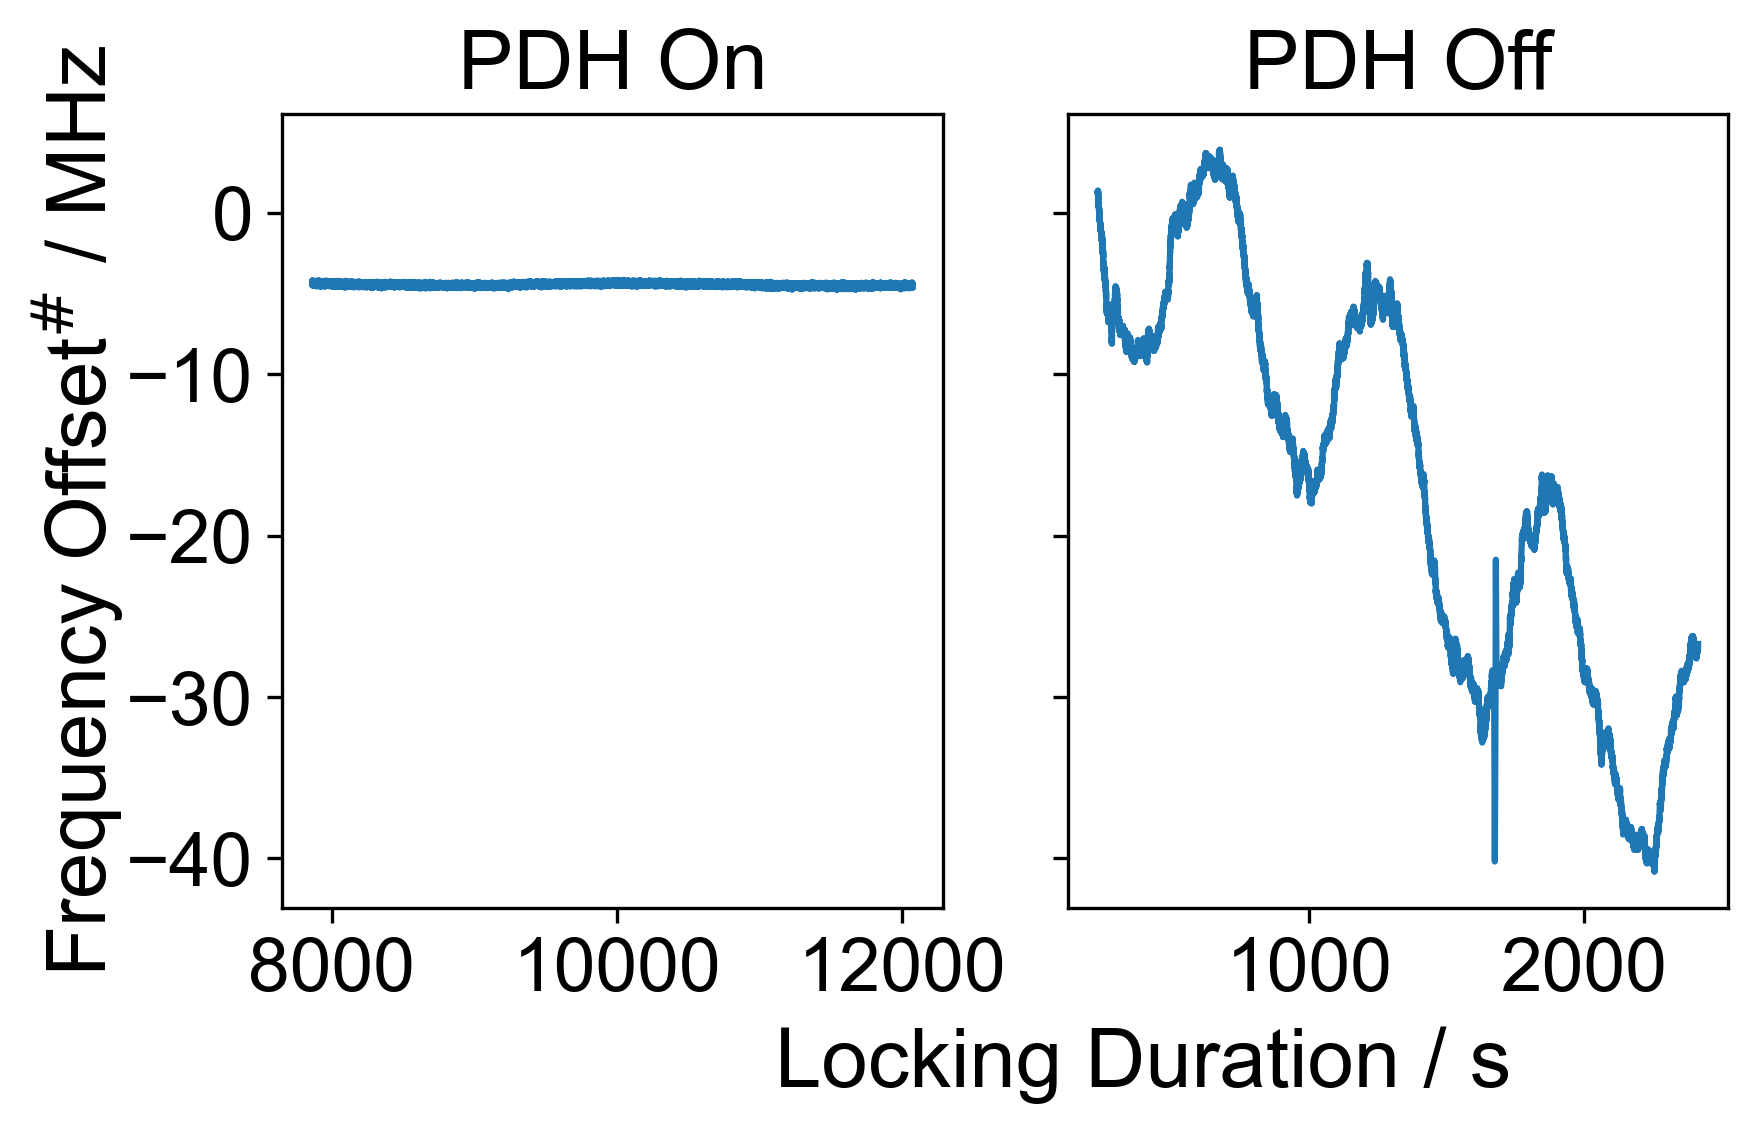 PDH On
PDH Off
Frequency Offset# / MHz
0
−10
−20
−30
−40
8000 10000 12000
1000 2000
Locking Duration / s